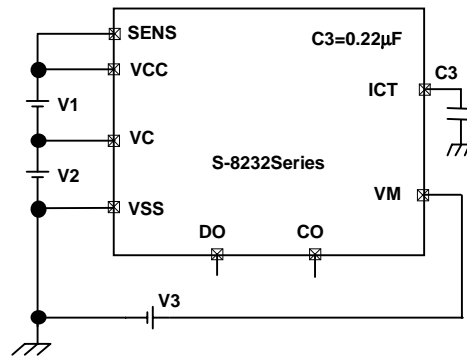 SENS
C3=0.22μF
VCC
C3
V1
ICT
VC
S-8232Series
V2
VM
VSS
DO
CO
V3